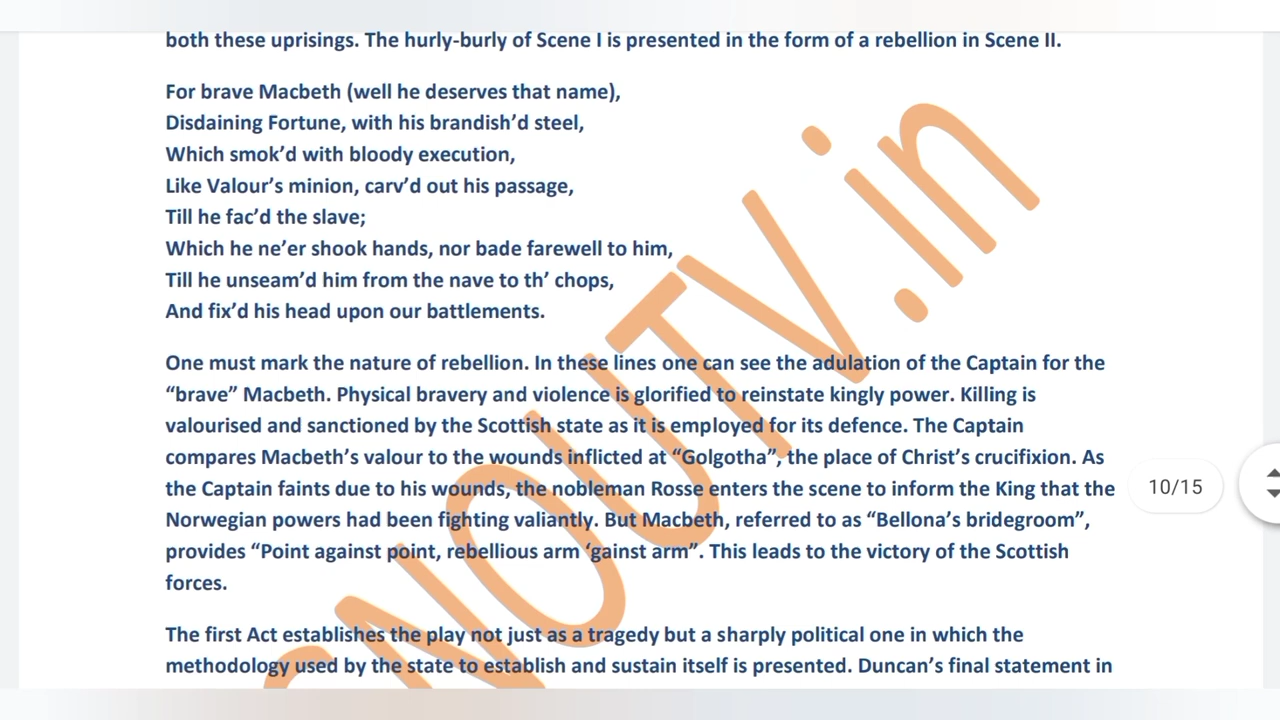 both these uprisings. The hurly-burly of Scene I is presented in the form of a rebellion in Scene II.
For brave Macbeth (well he deserves that name),
Disdaining Fortune, with his brandish’d steel,
Which smok’d with bloody execution,
Like Valour’s minion, carv’d out his passage,
Till he fac’d the slave;
Which he ne’er shook hands, nor bade farewell to him,
Till he unseam’d him from the nave to th’ chops,
And fix’d his head upon our battlements.
One must mark the nature of rebellion. In these lines one can see the adulation of the Captain for the
“brave” Macbeth. Physical bravery and violence is glorified to reinstate kingly power. Killing is
valourised and sanctioned by the Scottish state as it is employed for its defence. The Captain
compares Macbeth’s valour to the wounds inflicted at “Golgotha”, the place of Christ’s crucifixion. As
the Captain faints due to his wounds, the nobleman Rosse enters the scene to inform the King that the
Norwegian powers had been fighting valiantly. But Macbeth, referred to as “Bellona’s bridegroom”,
provides “Point against point, rebellious arm ‘gainst arm”. This leads to the victory of the Scottish
forces.
The first Act establishes the play not just as a tragedy but a sharply political one in which the
methodology used by the state to establish and sustain itself is presented. Duncan’s final statement in
10/15
GNOUTV.in